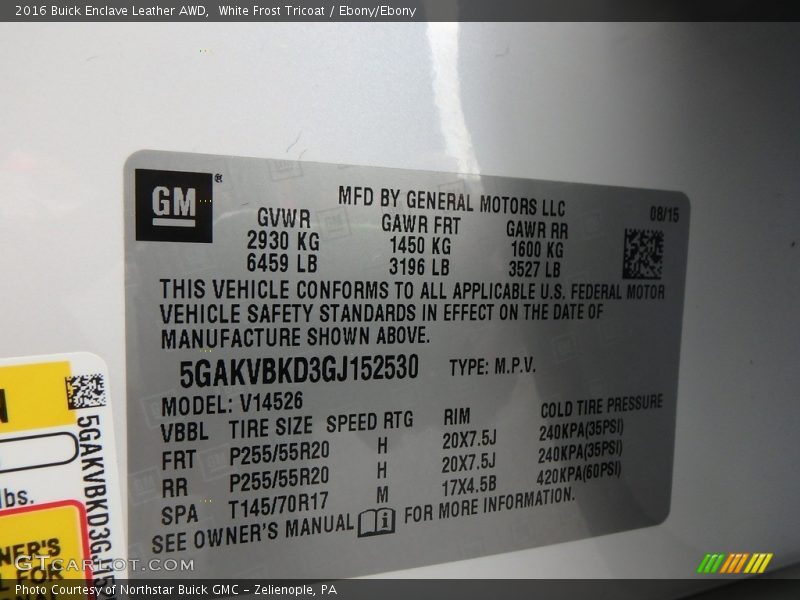 2016 Buick Enclave Leather AWD,  White Frost Tricoat / Ebony/Ebony
GM®
MFD BY GENERAL MOTORS LLC
08/15
GVWR GAWR FRT GAWR RR
2930 KG 1450 KG 1600 KG
6459 LB 3196 LB 3527 LB
THIS VEHICLE CONFORMS TO ALL APPLICABLE U.S. FEDERAL MOTOR
VEHICLE SAFETY STANDARDS IN EFFECT ON THE DATE OF
MANUFACTURE SHOWN ABOVE.
5GAKVBKD3GJ152530 TYPE: M.P.V.
MODEL: V14526
VBBL TIRE SIZE SPEED RTG RIM COLD TIRE PRESSURE
FRT P255/55R20 H 20X7.5J 240KPA(35PSI)
RR P255/55R20 H 20X7.5J 240KPA(35PSI)
SPA T145/70R17 M 17X4.5B 420KPA(60PSI)
SEE OWNER'S MANUAL i FOR MORE INFORMATION.
5GAKVBKD3GJ15
lbs.
NER'S
L FOR
GTCARLOT.COM
Photo Courtesy of Northstar Buick GMC - Zelienople, PA